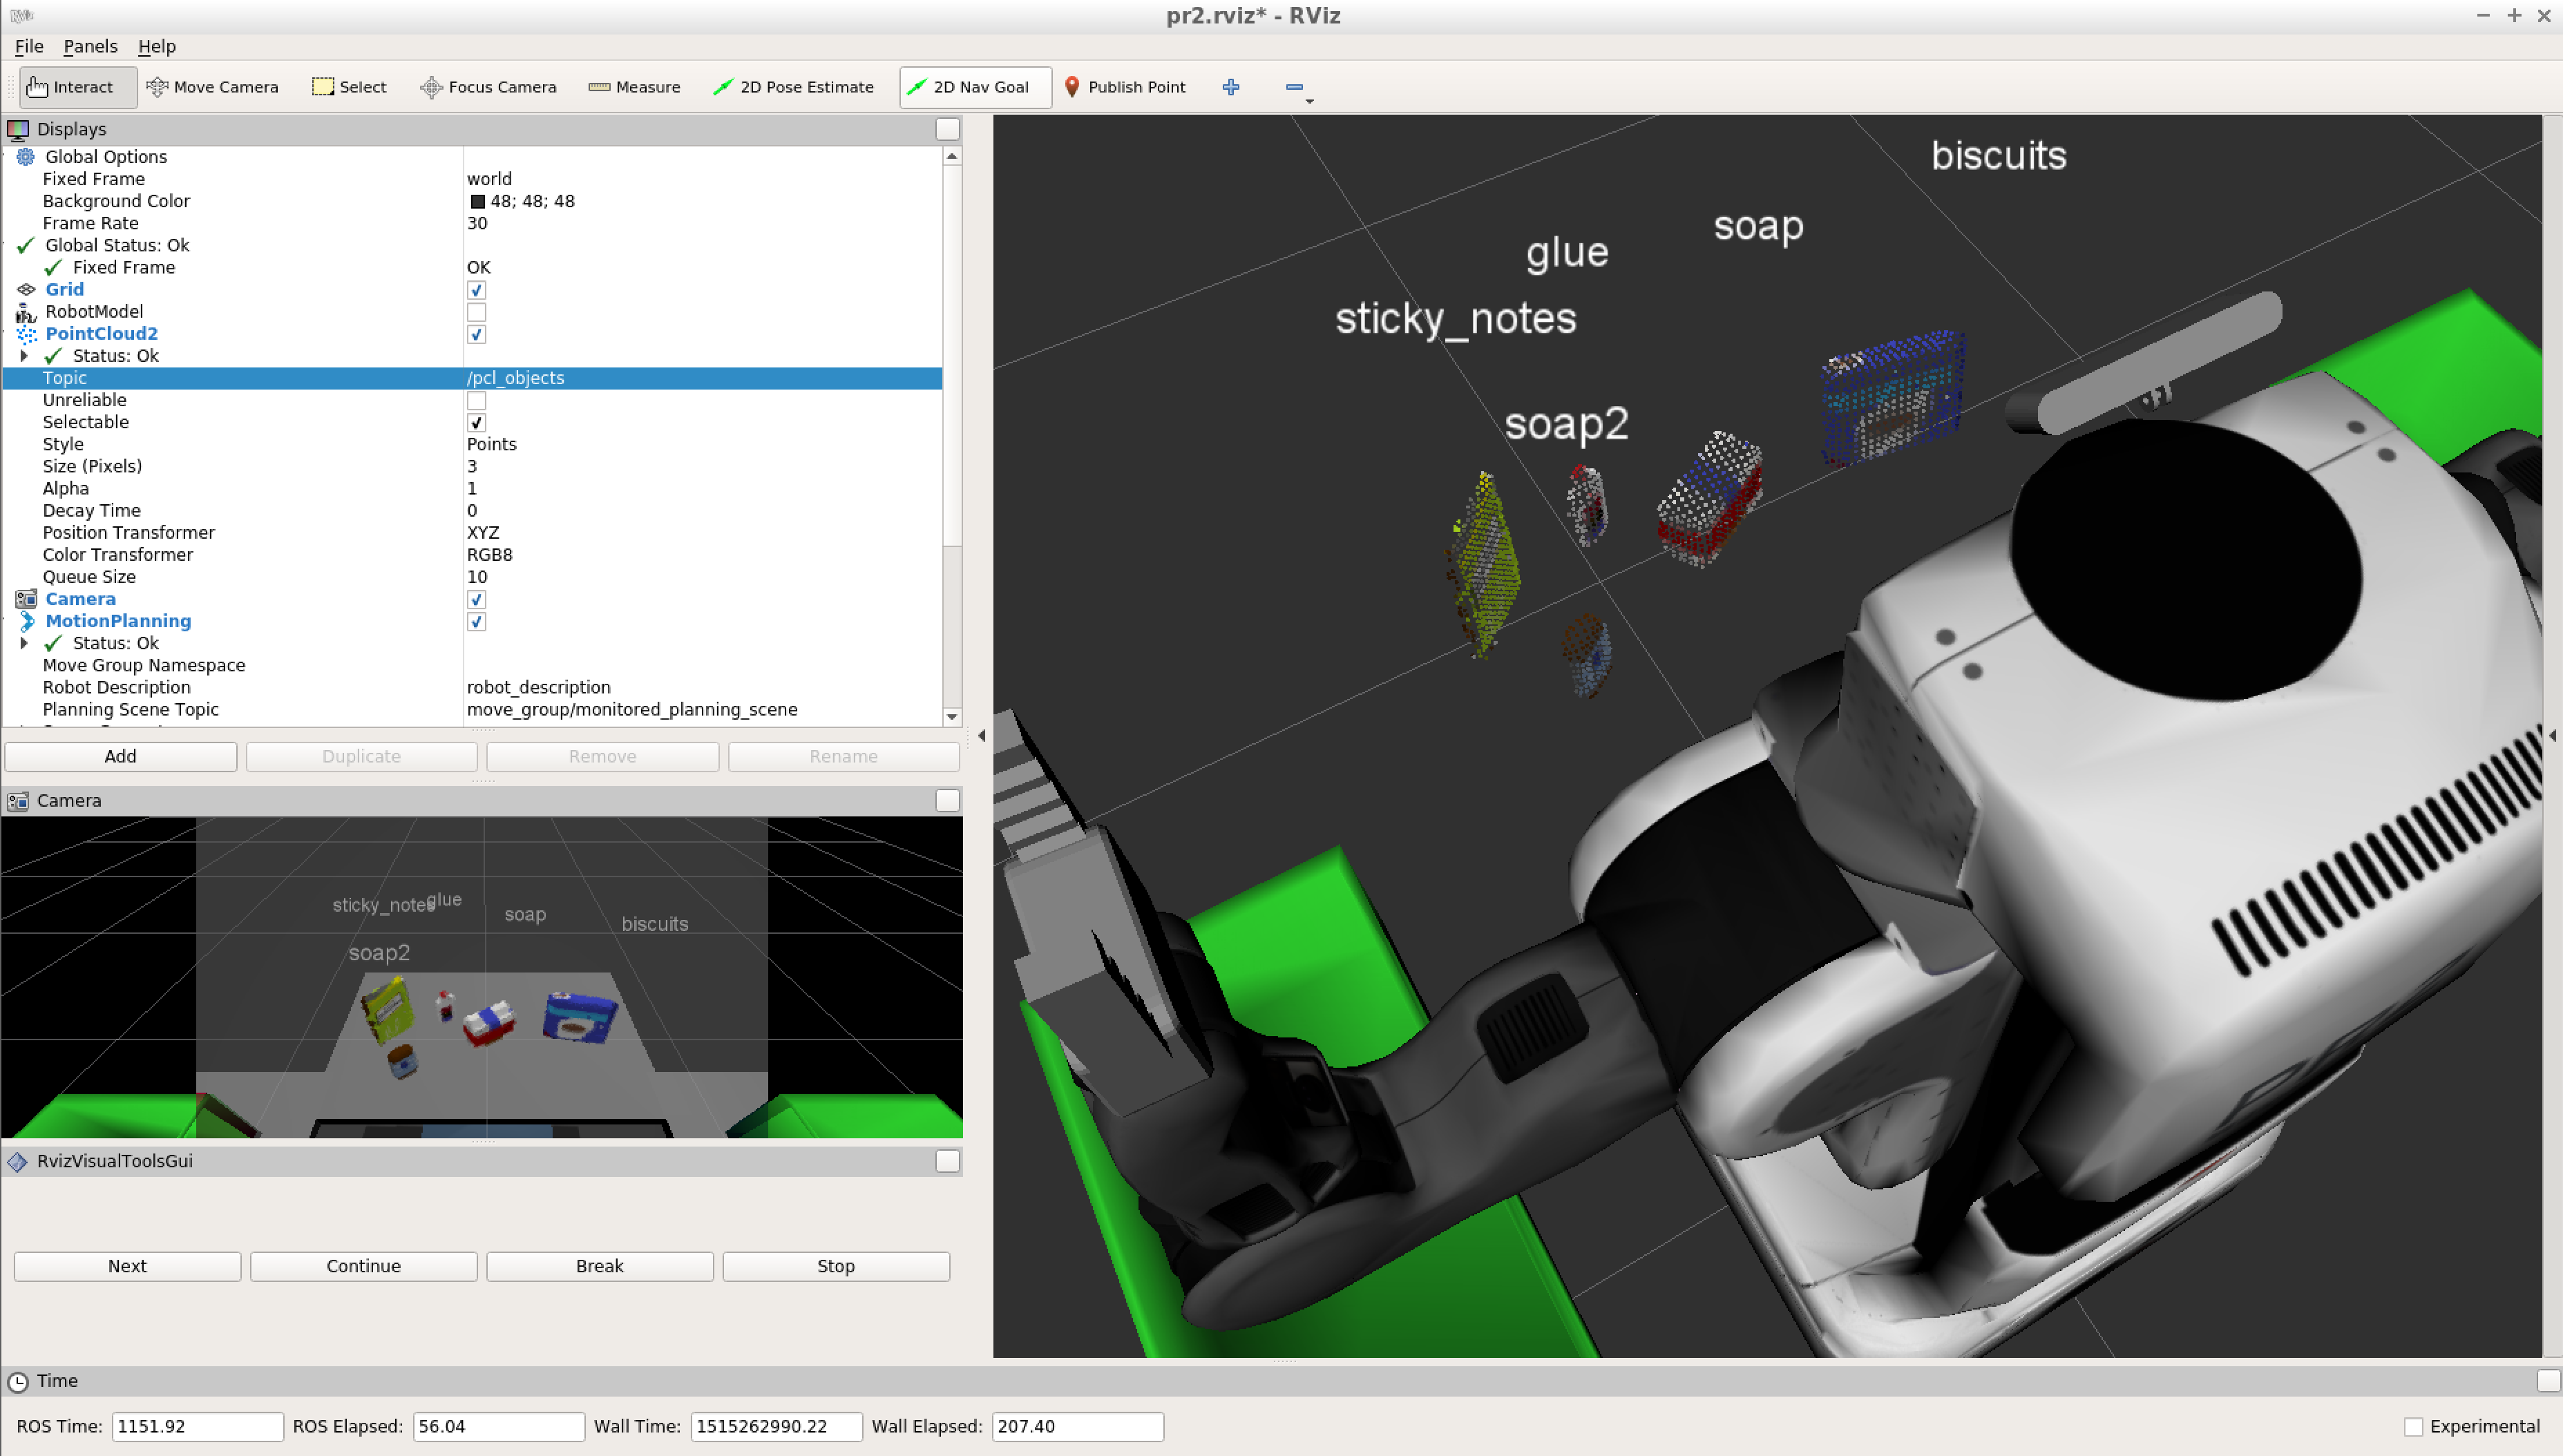 pr2.rviz* - RViz
File Panels Help
Interact Move Camera Select Focus Camera Measure 2D Pose Estimate 2D Nav Goal Publish Point
Displays
Global Options
Fixed Frame world
Background Color 48; 48; 48
Frame Rate 30
Global Status: Ok
Fixed Frame OK
Grid
RobotModel
PointCloud2
Status: Ok
Topic /pcl_objects
Unreliable
Selectable
Style Points
Size (Pixels) 3
Alpha 1
Decay Time 0
Position Transformer XYZ
Color Transformer RGB8
Queue Size 10
Camera
MotionPlanning
Status: Ok
Move Group Namespace
Robot Description robot_description
Planning Scene Topic move_group/monitored_planning_scene
Add Duplicate Remove Rename
Camera
sticky_notes glue
soap
biscuits
soap2
RvizVisualToolsGui
Next Continue Break Stop
biscuits
soap
glue
sticky_notes
soap2
Time
ROS Time: 1151.92 ROS Elapsed: 56.04 Wall Time: 1515262990.22 Wall Elapsed: 207.40 Experimental